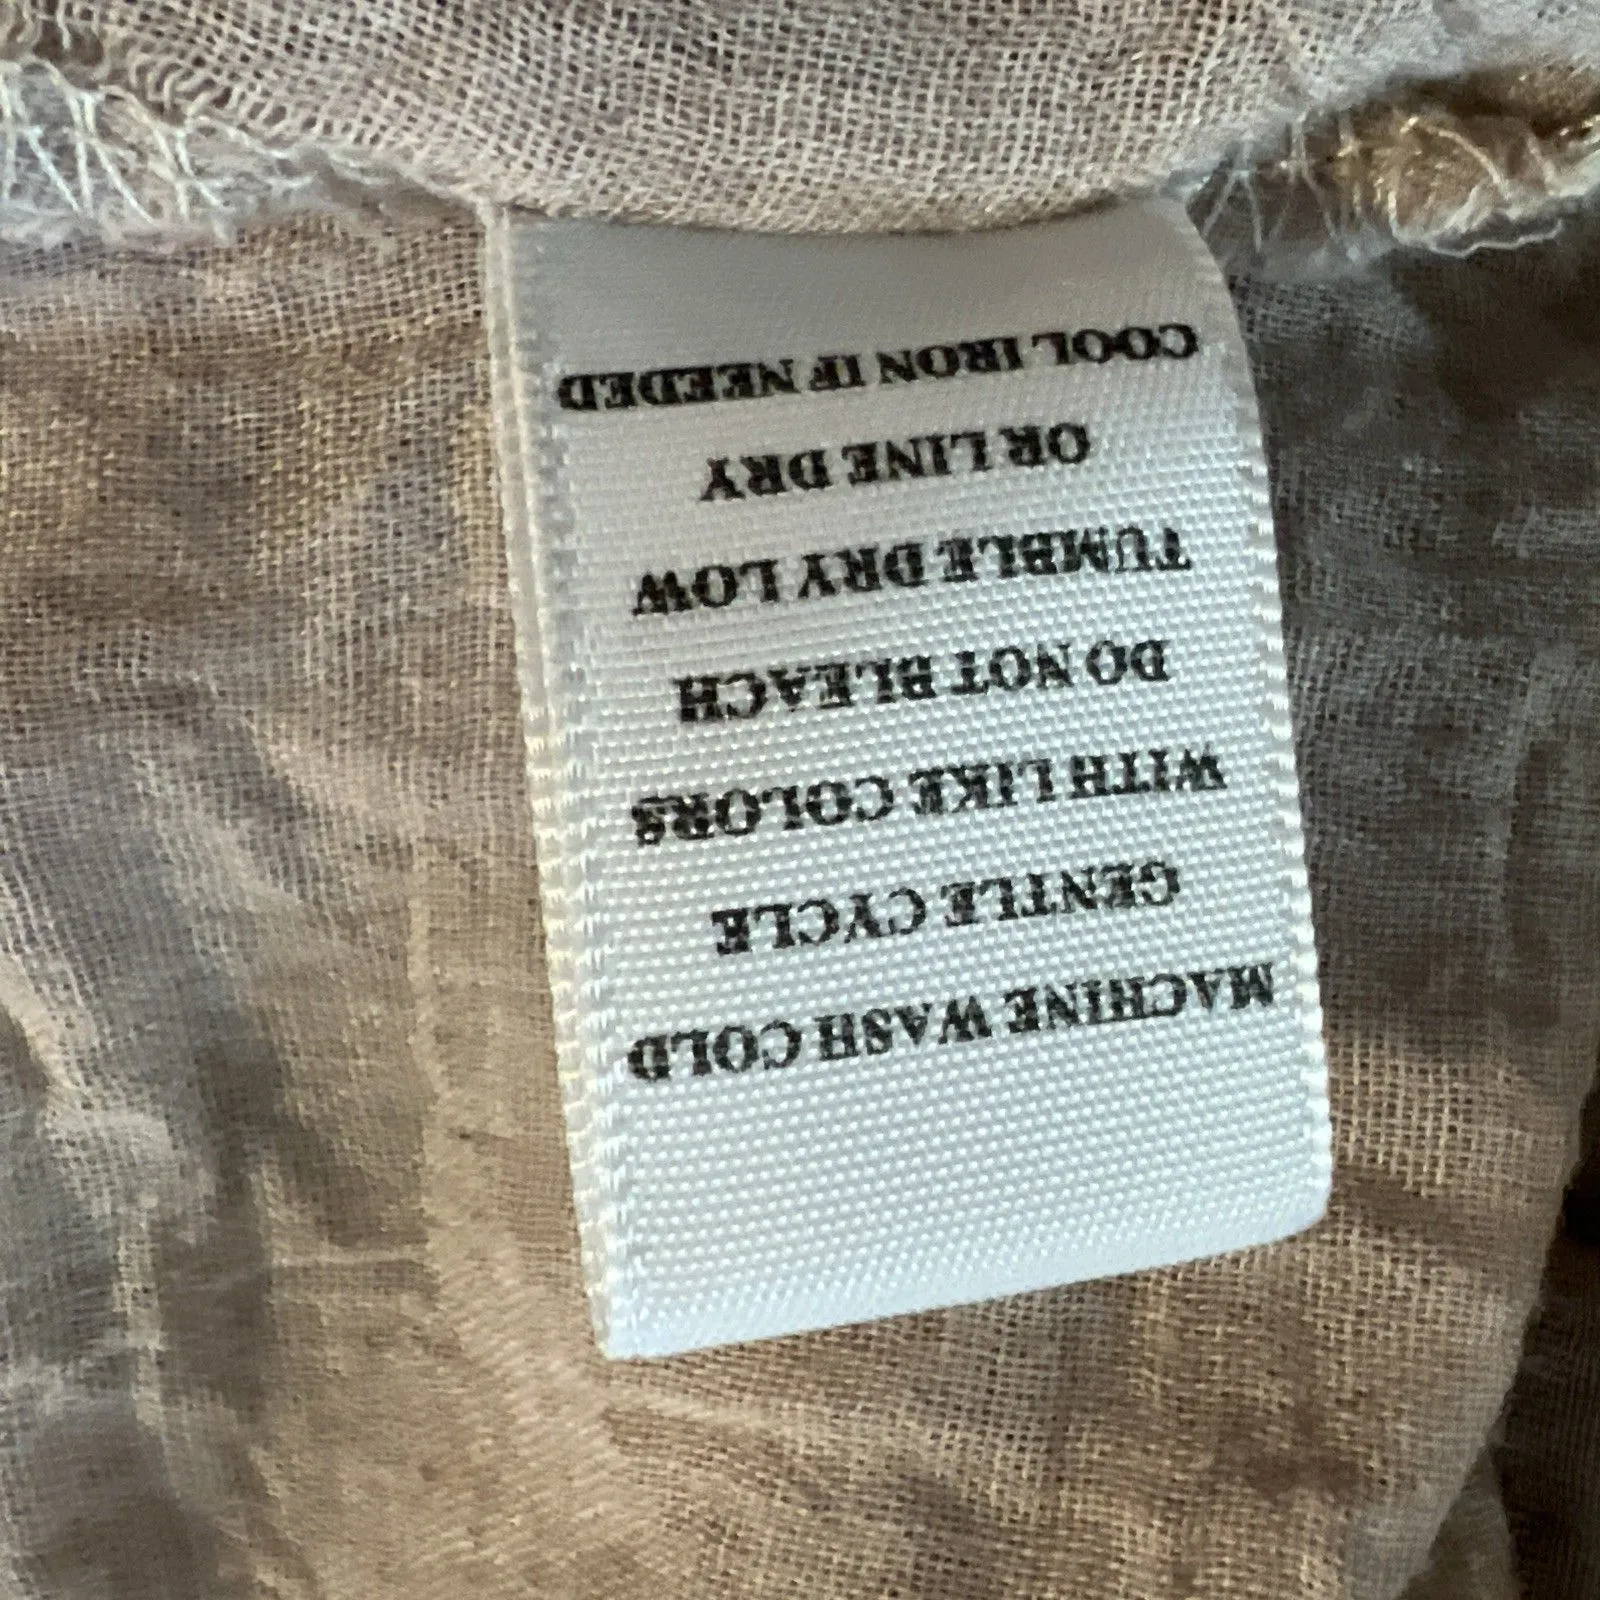 MACHINE WASH COLD
GENTLE CYCLE
WITH LIKE COLORS
DO NOT BLEACH
TUMBLE DRY LOW
OR LINE DRY
COOL IRON IF NEEDED